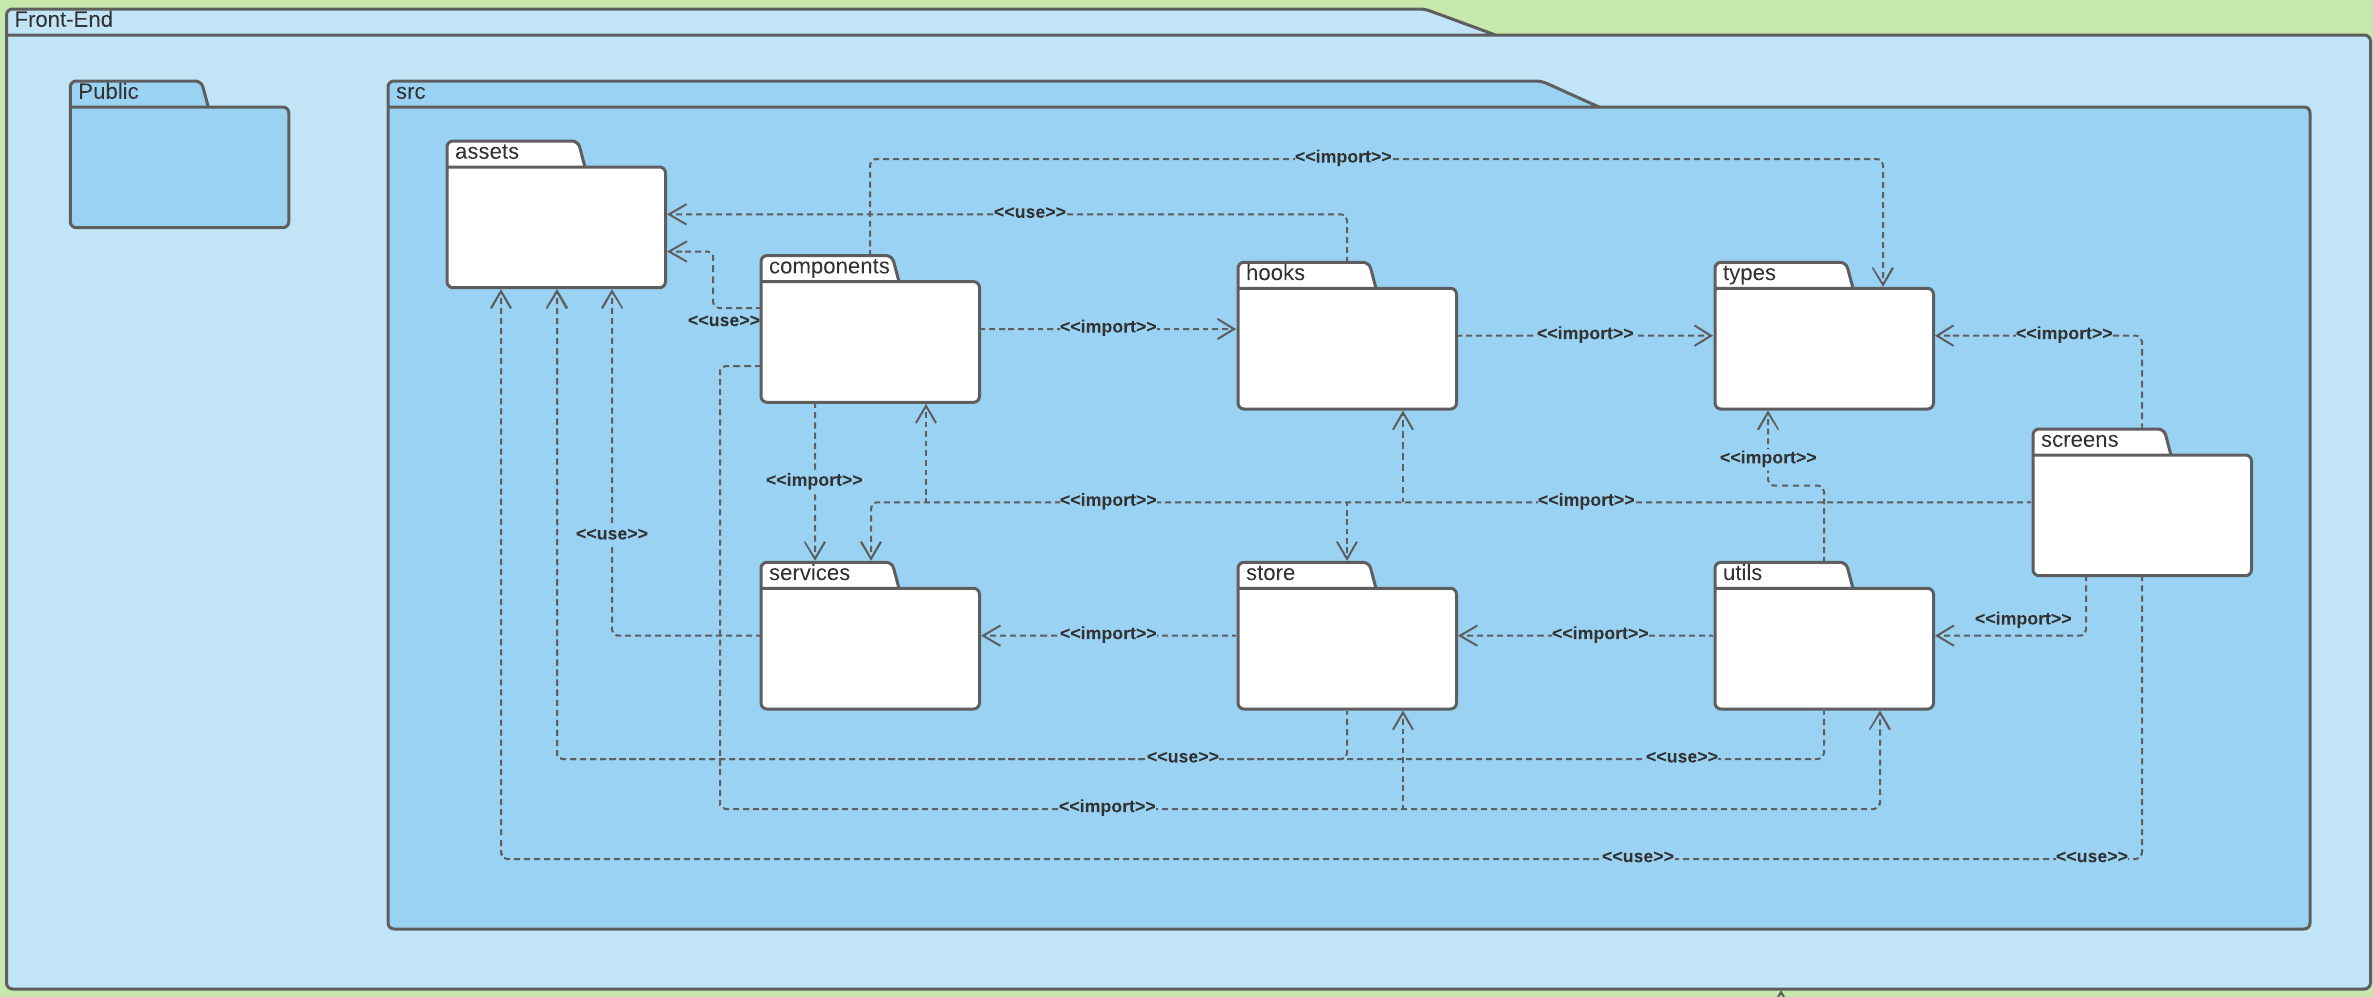 Front-End
Public
src
assets
<<import>>
<<use>>
components
hooks
types
<<use>>
<<import>>
<<import>>
<<import>>
screens
<<import>>
<<import>>
<<import>>
<<import>>
<<use>>
services
store
utils
<<import>>
<<import>>
<<import>>
<<use>>
<<use>>
<<import>>
<<use>>
<<use>>